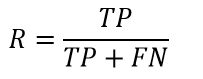 R = TP / (TP + FN)